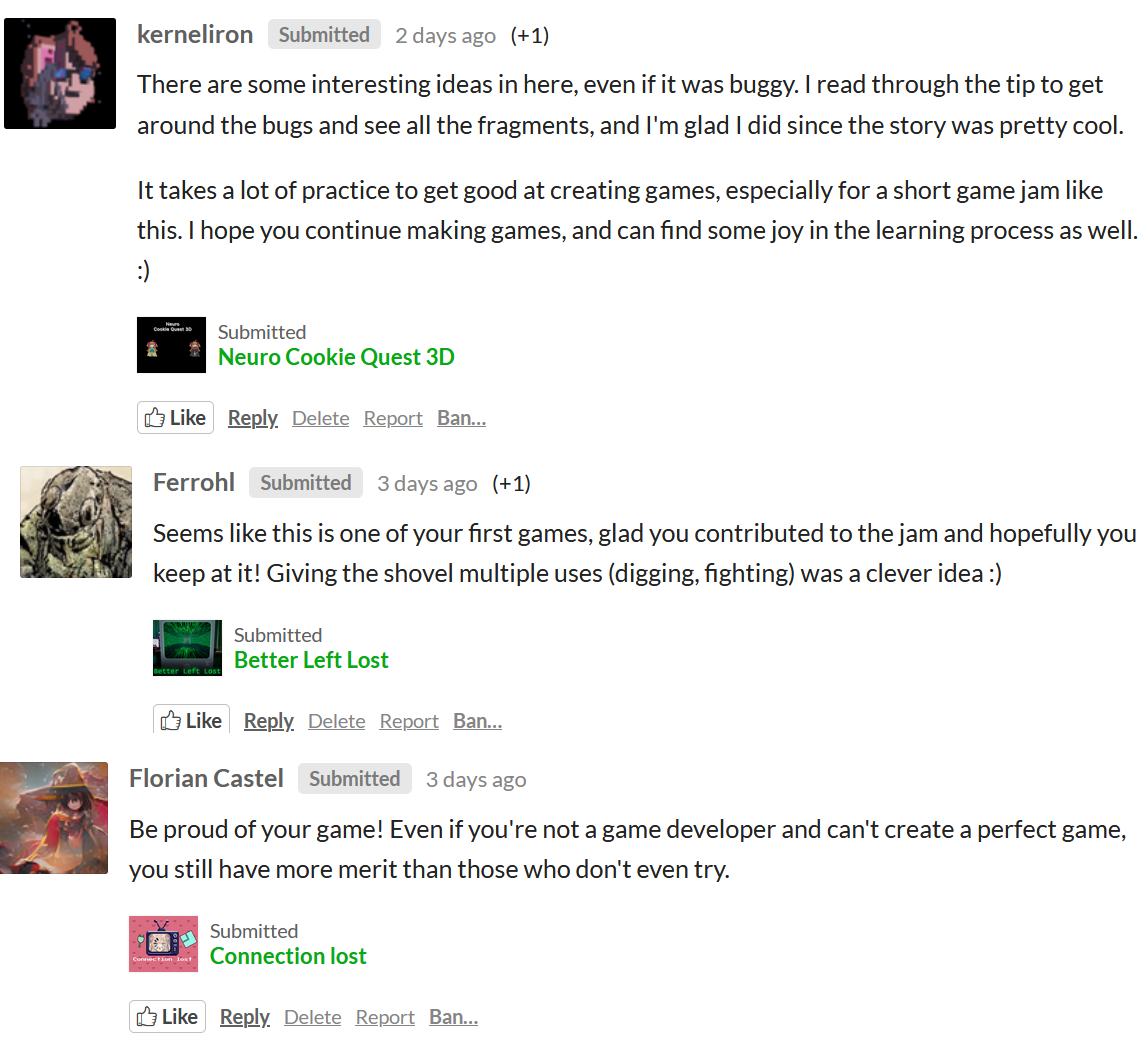 kerneliron Submitted 2 days ago (+1)
There are some interesting ideas in here, even if it was buggy. I read through the tip to get
around the bugs and see all the fragments, and I'm glad I did since the story was pretty cool.
It takes a lot of practice to get good at creating games, especially for a short game jam like
this. I hope you continue making games, and can find some joy in the learning process as well.
:)
Neuro
Cookie Quest 3D
Submitted
Neuro Cookie Quest 3D
Like Reply Delete Report Ban...
Ferrohl Submitted 3 days ago (+1)
Seems like this is one of your first games, glad you contributed to the jam and hopefully you
keep at it! Giving the shovel multiple uses (digging, fighting) was a clever idea :)
Better Left Lost
Submitted
Better Left Lost
Like Reply Delete Report Ban...
Florian Castel Submitted 3 days ago
Be proud of your game! Even if you're not a game developer and can't create a perfect game,
you still have more merit than those who don't even try.
Connection lost
Submitted
Connection lost
Like Reply Delete Report Ban...